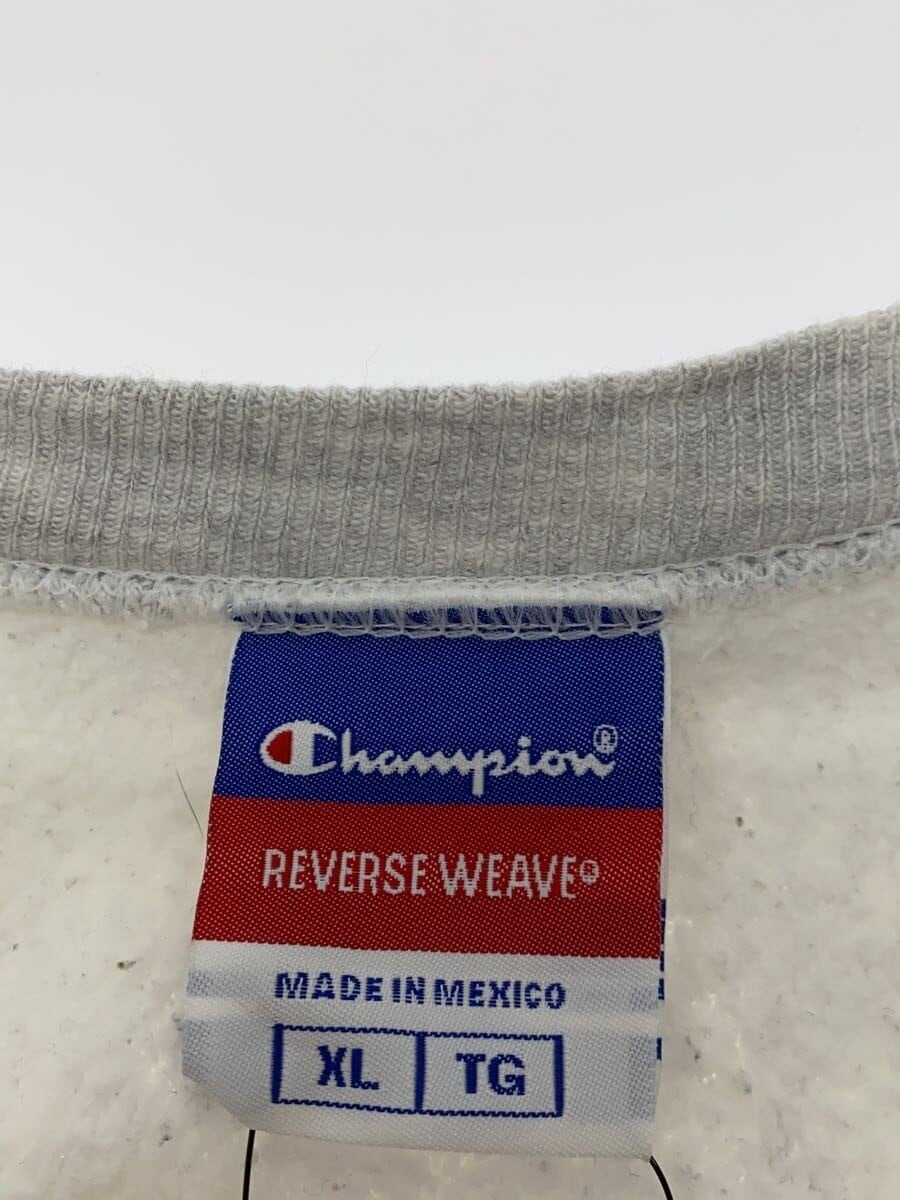 Champion®
REVERSE WEAVE®
MADE IN MEXICO
XL TG